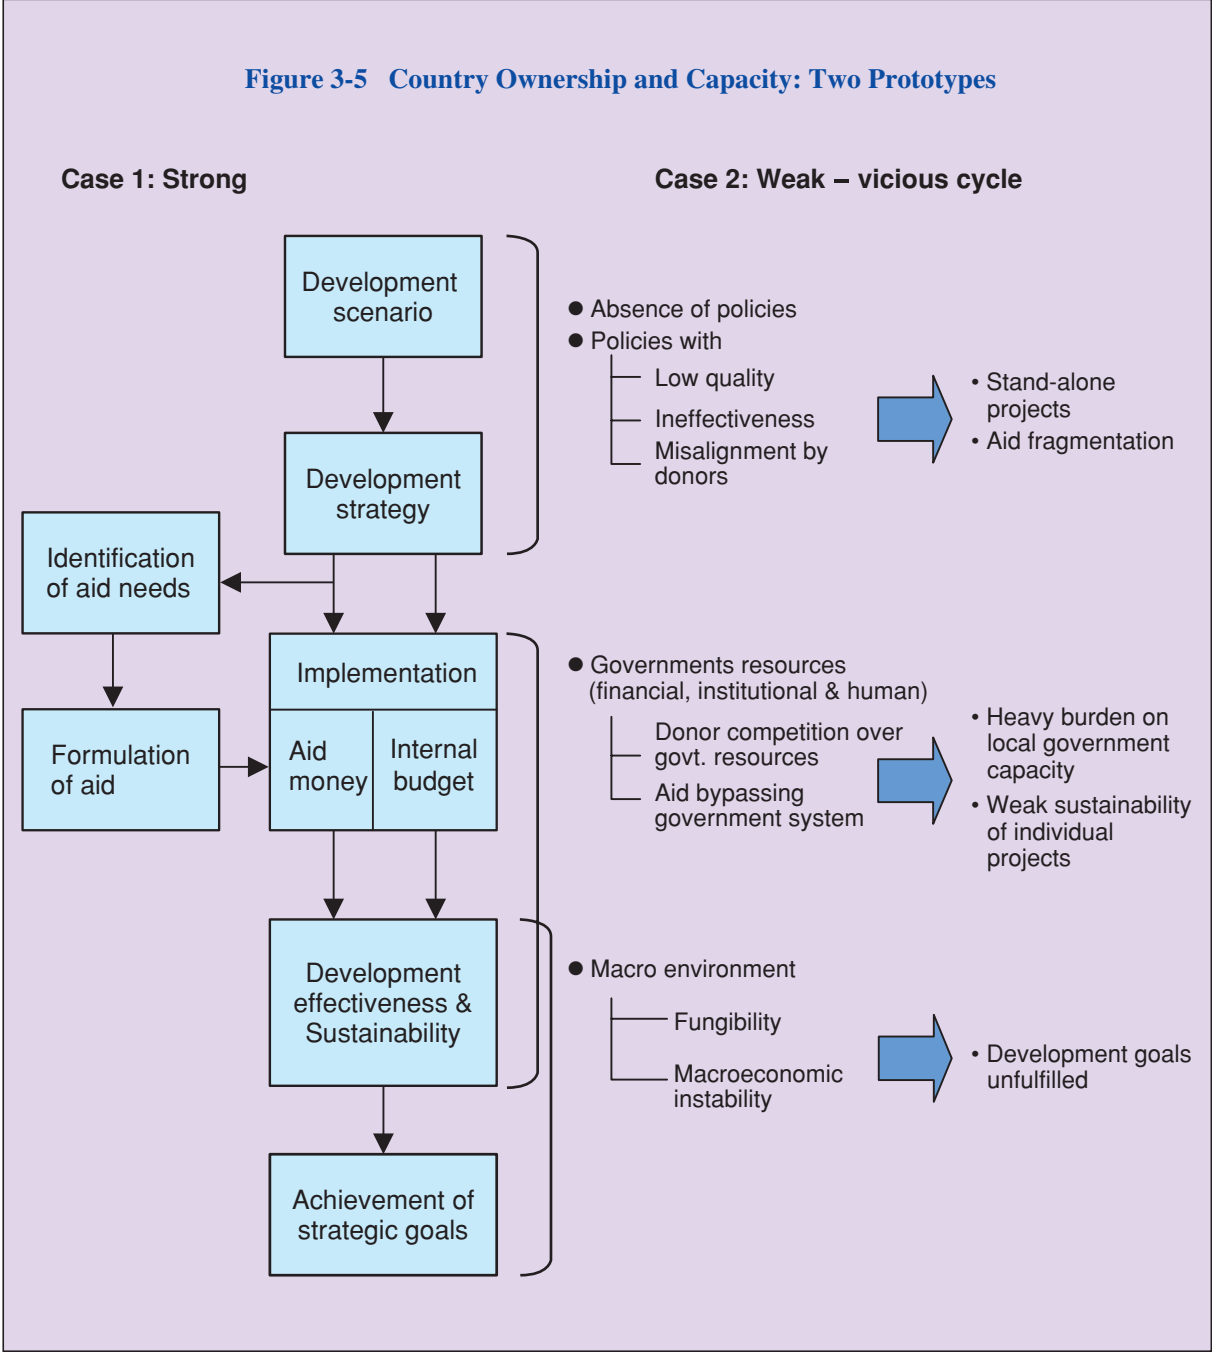 Figure 3-5 Country Ownership and Capacity: Two Prototypes
Case 1: Strong
Case 2: Weak – vicious cycle
Development
scenario
Development
strategy
Identification
of aid needs
Formulation
of aid
Implementation
Aid
money
Internal
budget
Development
effectiveness &
Sustainability
Achievement of
strategic goals
● Absence of policies
● Policies with
Low quality
Ineffectiveness
Misalignment by
donors
• Stand-alone
projects
• Aid fragmentation
● Governments resources
(financial, institutional & human)
Donor competition over
govt. resources
Aid bypassing
government system
• Heavy burden on
local government
capacity
• Weak sustainability
of individual
projects
● Macro environment
Fungibility
Macroeconomic
instability
• Development goals
unfulfilled